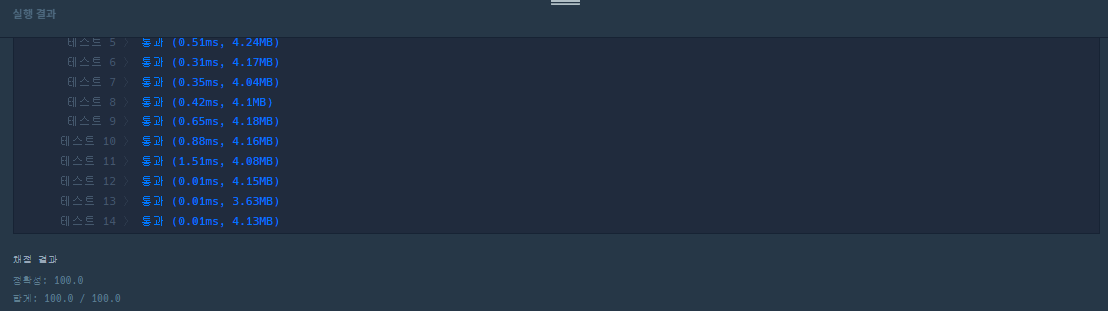 실행 결과
테스트 5 〉 통과 (0.51ms, 4.24MB)
테스트 6 〉 통과 (0.31ms, 4.17MB)
테스트 7 〉 통과 (0.35ms, 4.04MB)
테스트 8 〉 통과 (0.42ms, 4.1MB)
테스트 9 〉 통과 (0.65ms, 4.18MB)
테스트 10 〉 통과 (0.88ms, 4.16MB)
테스트 11 〉 통과 (1.51ms, 4.08MB)
테스트 12 〉 통과 (0.01ms, 4.15MB)
테스트 13 〉 통과 (0.01ms, 3.63MB)
테스트 14 〉 통과 (0.01ms, 4.13MB)
채점 결과
정확성: 100.0
합계: 100.0 / 100.0